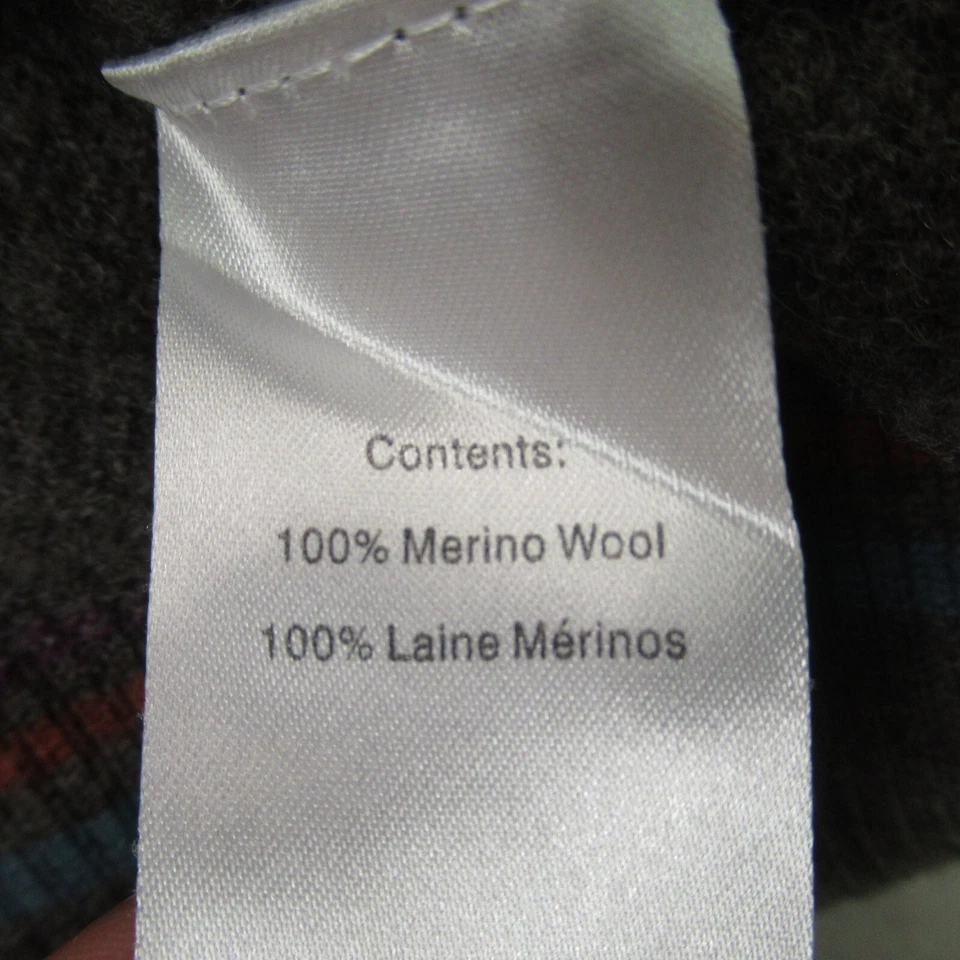 Contents:
100% Merino Wool
100% Laine Mérinos